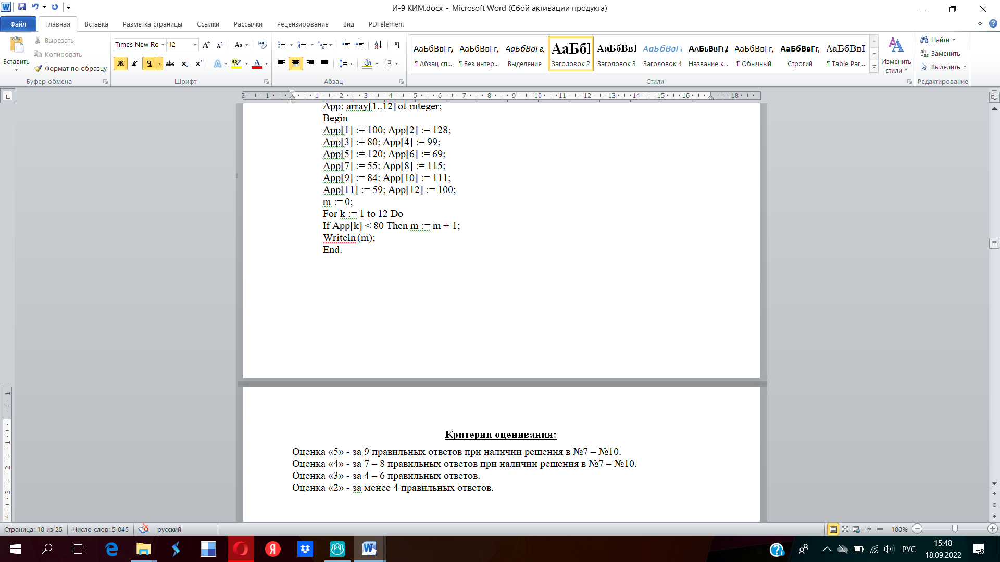 И-9 КИМ.docx - Microsoft Word (Сбой активации продукта)
Файл
Главная
Вставка
Разметка страницы
Ссылки
Рассылки
Рецензирование
Вид
PDFelement
Вставить
Вырезать
Копировать
Формат по образцу
Буфер обмена
Times New Ro
12
Шрифт
Абзац
АаБбВвГг,
¶ Абзац сп...
АаБбВвГг,
¶ Без интер...
АаБбВвГг,
Выделение
АаБбІ
Заголовок 2
АаБбВвІ
Заголовок 3
АаБбВвГг
Заголовок 4
АаБбВвГгД
Название к...
АаБбВвГг,
¶ Обычный
АаБбВвГг,
Строгий
АаБбВвІ
¶ Table Par...
Изменить стили
Стили
Найти
Заменить
Выделить
Редактирование
2 1 1 2 3 4 5 6 7 8 9 10 11 12 13 14 15 16 18
App: array[1..12] of integer;
Begin
App[1] := 100; App[2] := 128;
App[3] := 80; App[4] := 99;
App[5] := 120; App[6] := 69;
App[7] := 55; App[8] := 115;
App[9] := 84; App[10] := 111;
App[11] := 59; App[12] := 100;
m := 0;
For k := 1 to 12 Do
If App[k] < 80 Then m := m + 1;
Writeln (m);
End.
Критерии оценивания:
Оценка «5» - за 9 правильных ответов при наличии решения в №7 – №10.
Оценка «4» - за 7 – 8 правильных ответов при наличии решения в №7 – №10.
Оценка «3» - за 4 – 6 правильных ответов.
Оценка «2» - за менее 4 правильных ответов.
1 1 2 3 4
Страница: 10 из 25
Число слов: 5 045
русский
100%
РУС
15:48
18.09.2022